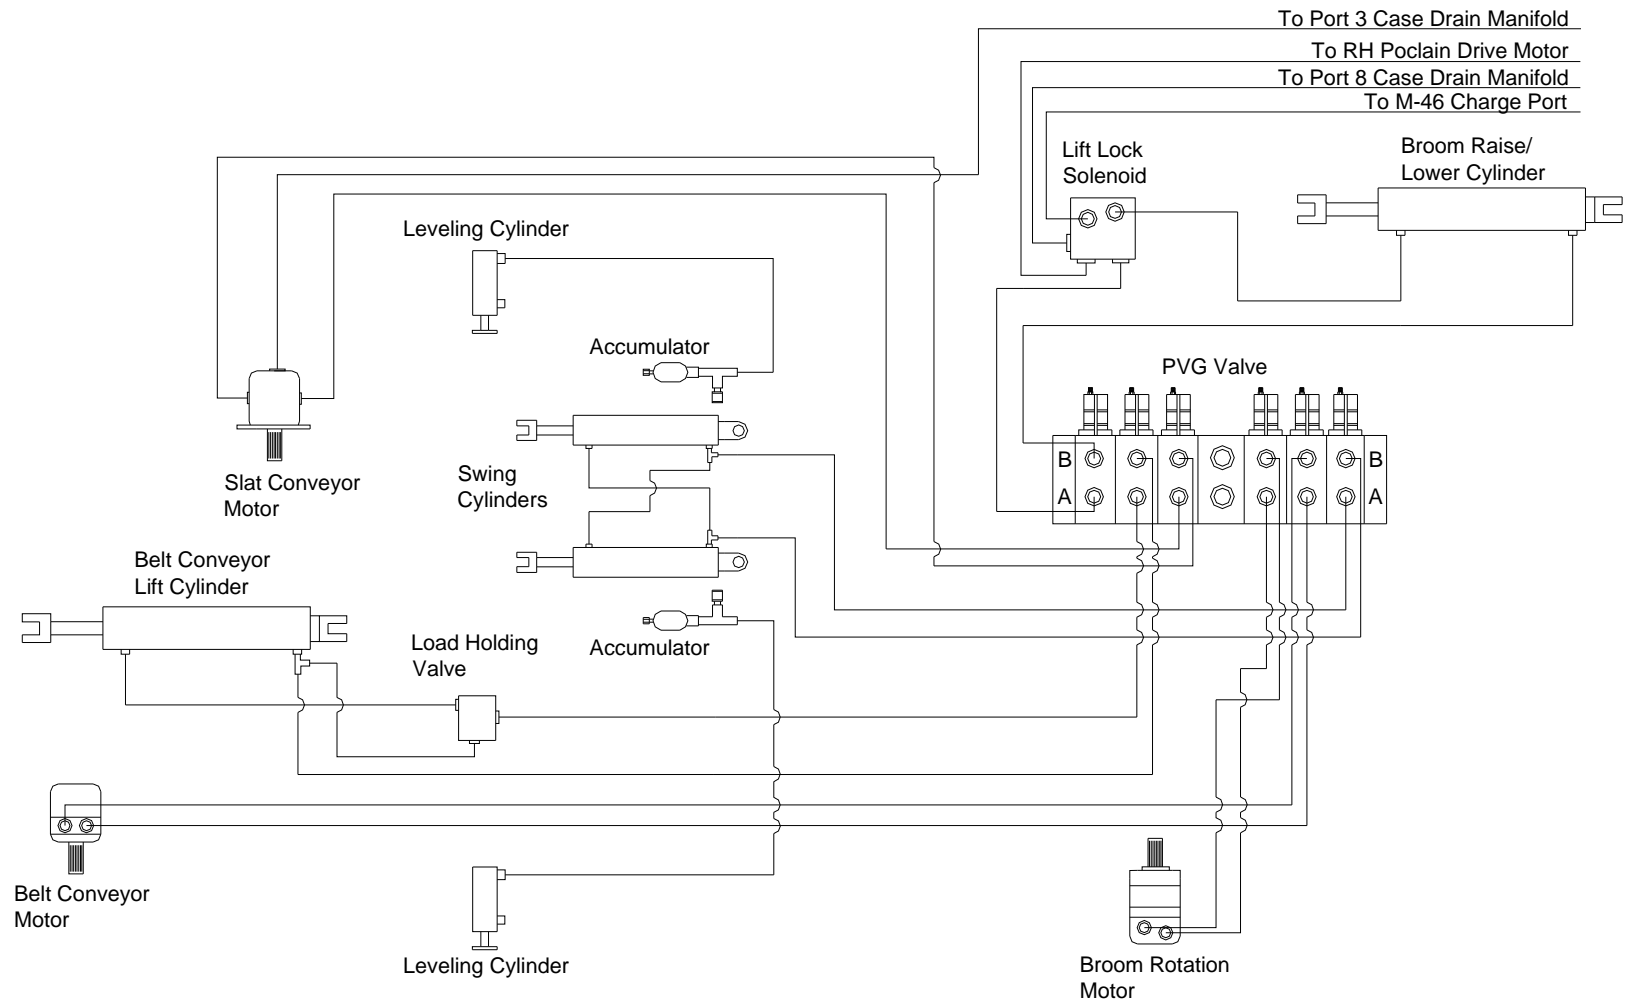 To Port 3 Case Drain Manifold
To RH Poclain Drive Motor
To Port 8 Case Drain Manifold
To M-46 Charge Port
Lift Lock
Solenoid
Broom Raise/
Lower Cylinder
Leveling Cylinder
Accumulator
PVG Valve
Slat Conveyor
Motor
Swing
Cylinders
B
B
A
A
Belt Conveyor
Lift Cylinder
Load Holding
Valve
Accumulator
Belt Conveyor
Motor
Leveling Cylinder
Broom Rotation
Motor